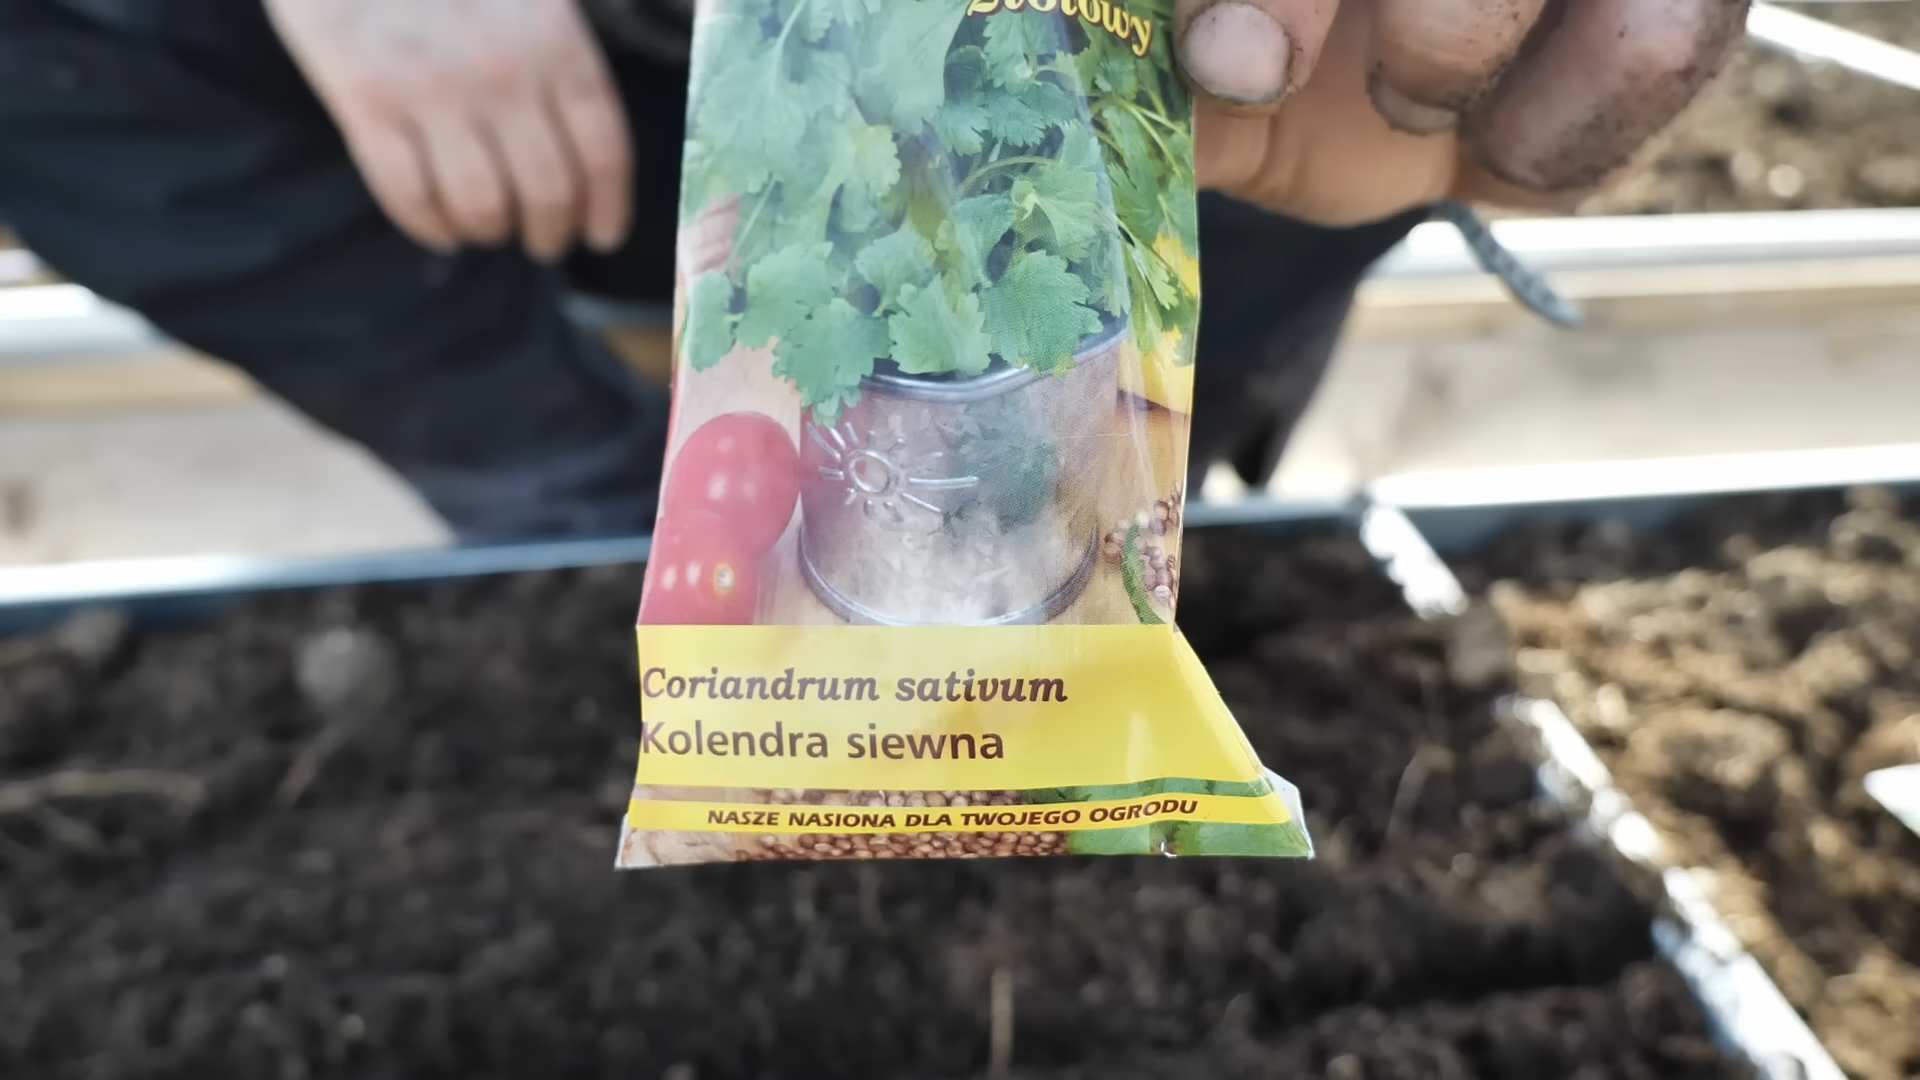 Coriandrum sativum
Kolendra siewna
NASZE NASIONA DLA TWOJEGO OGRODU